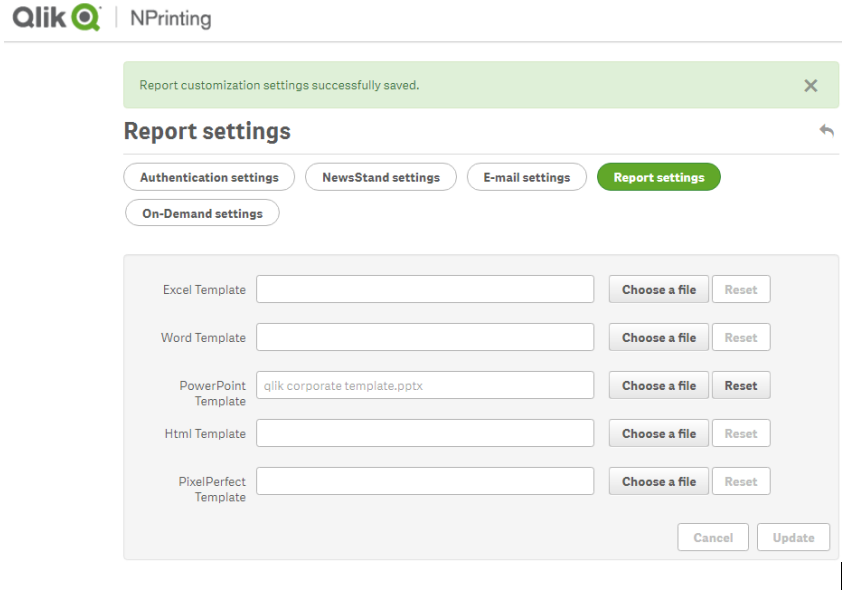 Qlik Q NPrinting
Report customization settings successfully saved. ×
Report settings
Authentication settings NewsStand settings E-mail settings Report settings
On-Demand settings
Excel Template Choose a file Reset
Word Template Choose a file Reset
PowerPoint qlik corporate template.pptx Choose a file Reset
Template
Html Template Choose a file Reset
PixelPerfect Choose a file Reset
Template
Cancel Update